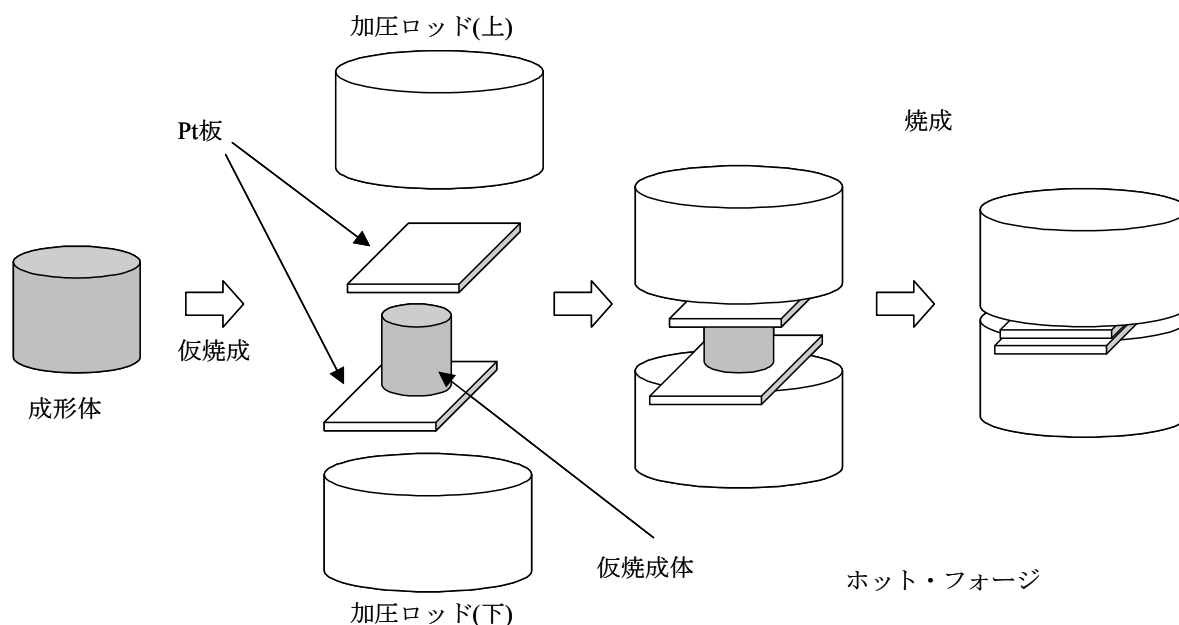 加圧ロッド(上)
Pt板
焼成
仮焼成
成形体
仮焼成体
ホット・フォージ
加圧ロッド(下)